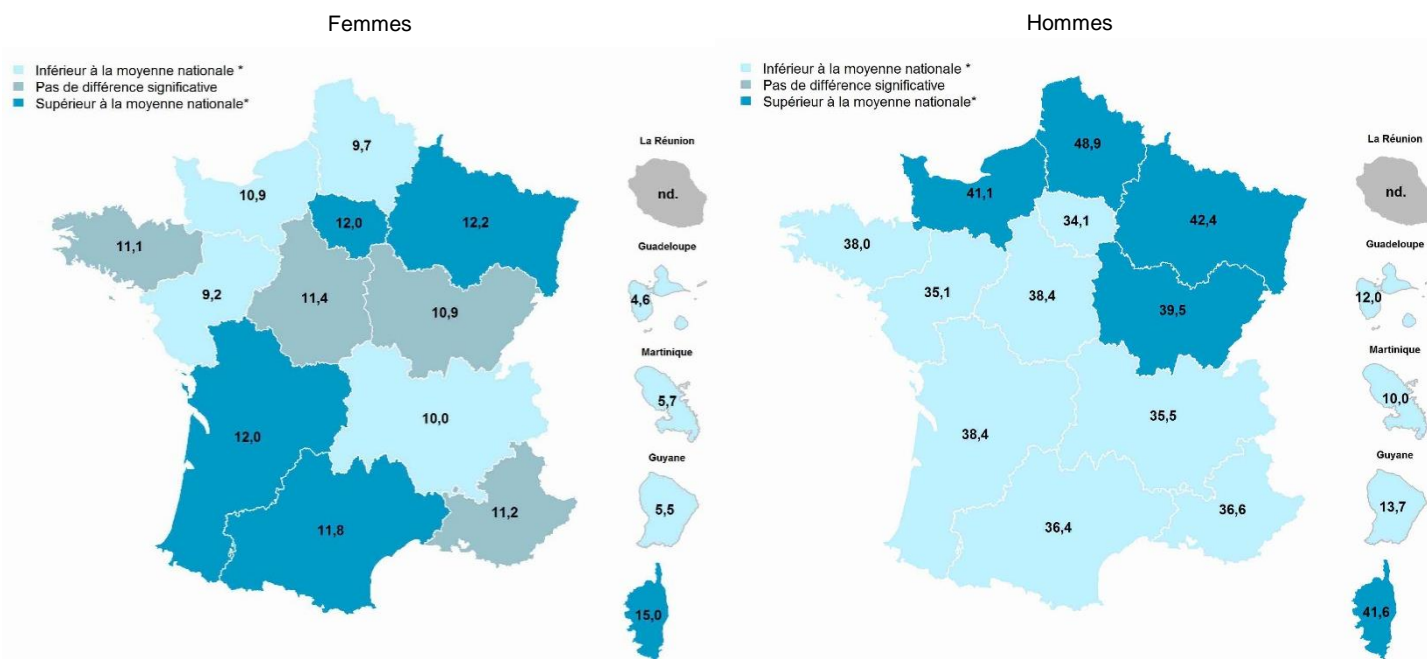 Femmes
Inférieur à la moyenne nationale *
Pas de différence significative
Supérieur à la moyenne nationale*
9,7
10,9
12,0
12,2
11,1
9,2
11,4
10,9
12,0
10,0
11,8
11,2
La Réunion
nd.
Guadeloupe
4,6
Martinique
5,7
Guyane
5,5
15,0
Hommes
Inférieur à la moyenne nationale *
Pas de différence significative
Supérieur à la moyenne nationale*
48,9
41,1
34,1
42,4
38,0
35,1
38,4
39,5
38,4
35,5
36,4
36,6
La Réunion
nd.
Guadeloupe
12,0
Martinique
10,0
Guyane
13,7
41,6